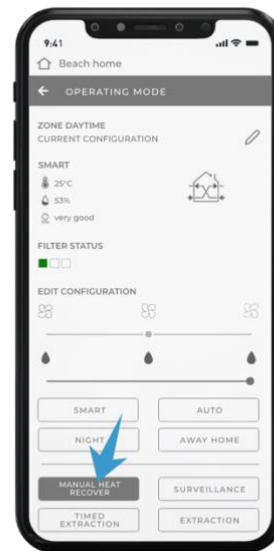 9:41
Beach home
OPERATING MODE
ZONE DAYTIME
CURRENT CONFIGURATION
SMART
25°C
53%
very good
FILTER STATUS
EDIT CONFIGURATION
SMART
AUTO
NIGHT
AWAY HOME
MANUAL HEAT
RECOVER
SURVEILLANCE
TIMED
EXTRACTION
EXTRACTION